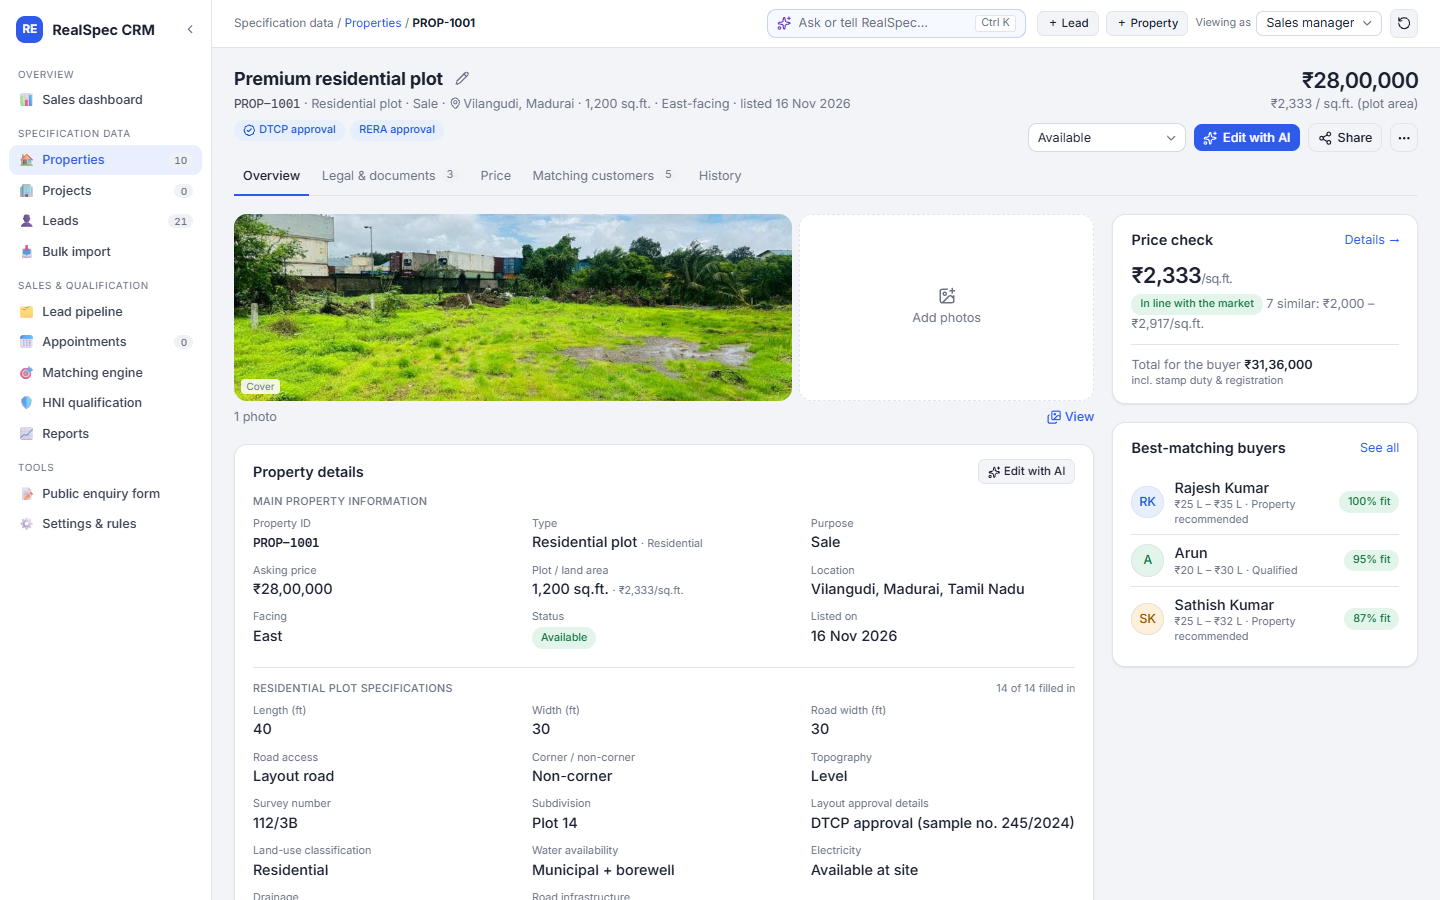 RE
RealSpec CRM
OVERVIEW
Sales dashboard
SPECIFICATION DATA
Properties 10
Projects 0
Leads 21
Bulk import
SALES & QUALIFICATION
Lead pipeline
Appointments 0
Matching engine
HNI qualification
Reports
TOOLS
Public enquiry form
Settings & rules
Specification data / Properties / PROP-1001
Ask or tell RealSpec... Ctrl K
+ Lead
+ Property
Viewing as
Sales manager
Premium residential plot
PROP-1001 · Residential plot · Sale · Vilangudi, Madurai · 1,200 sq.ft. · East-facing · listed 16 Nov 2026
DTCP approval
RERA approval
₹28,00,000
₹2,333 / sq.ft. (plot area)
Available
Edit with AI
Share
Overview
Legal & documents 3
Price
Matching customers 5
History
Cover
Add photos
1 photo
View
Property details
Edit with AI
MAIN PROPERTY INFORMATION
Property ID
PROP-1001
Type
Residential plot · Residential
Purpose
Sale
Asking price
₹28,00,000
Plot / land area
1,200 sq.ft. · ₹2,333/sq.ft.
Location
Vilangudi, Madurai, Tamil Nadu
Facing
East
Status
Available
Listed on
16 Nov 2026
RESIDENTIAL PLOT SPECIFICATIONS
14 of 14 filled in
Length (ft)
40
Width (ft)
30
Road width (ft)
30
Road access
Layout road
Corner / non-corner
Non-corner
Topography
Level
Survey number
112/3B
Subdivision
Plot 14
Layout approval details
DTCP approval (sample no. 245/2024)
Land-use classification
Residential
Water availability
Municipal + borewell
Electricity
Available at site
Drainage
Road infrastructure
Price check
Details →
₹2,333/sq.ft.
In line with the market 7 similar: ₹2,000 –
₹2,917/sq.ft.
Total for the buyer ₹31,36,000
incl. stamp duty & registration
Best-matching buyers
See all
RK
Rajesh Kumar
₹25 L – ₹35 L · Property
recommended
100% fit
A
Arun
₹20 L – ₹30 L · Qualified
95% fit
SK
Sathish Kumar
₹25 L – ₹32 L · Property
recommended
87% fit